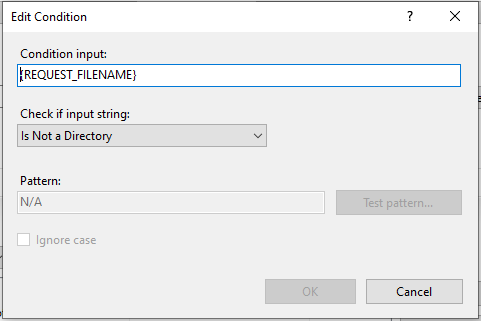 Edit Condition
?
Condition input:
{REQUEST_FILENAME}
Check if input string:
Is Not a Directory
Pattern:
N/A
Test pattern...
Ignore case
OK
Cancel